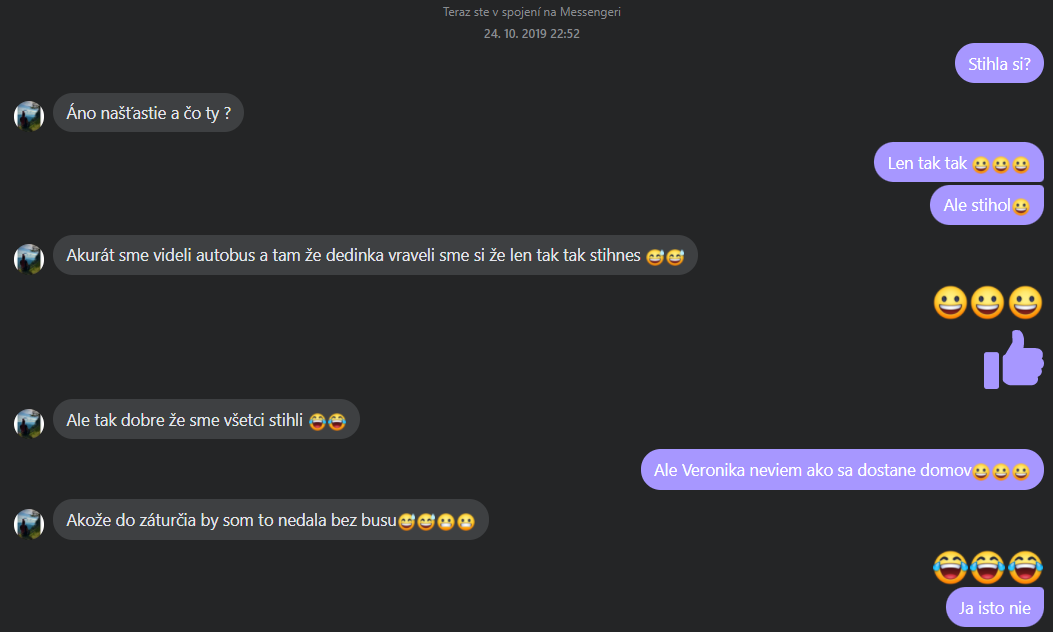 Teraz ste v spojení na Messengeri
24. 10. 2019 22:52
Stihla si?
Áno našťastie a čo ty ?
Len tak tak 😀😀😀
Ale stihol😀
Akurát sme videli autobus a tam že dedinka vraveli sme si že len tak tak stihnes 😅😅
😀😀😀
Ale tak dobre že sme všetci stihli 😂😂
Ale Veronika neviem ako sa dostane domov😀😀😀
Akože do záturčia by som to nedala bez busu😅😅😬😬
😂😂😂
Ja isto nie